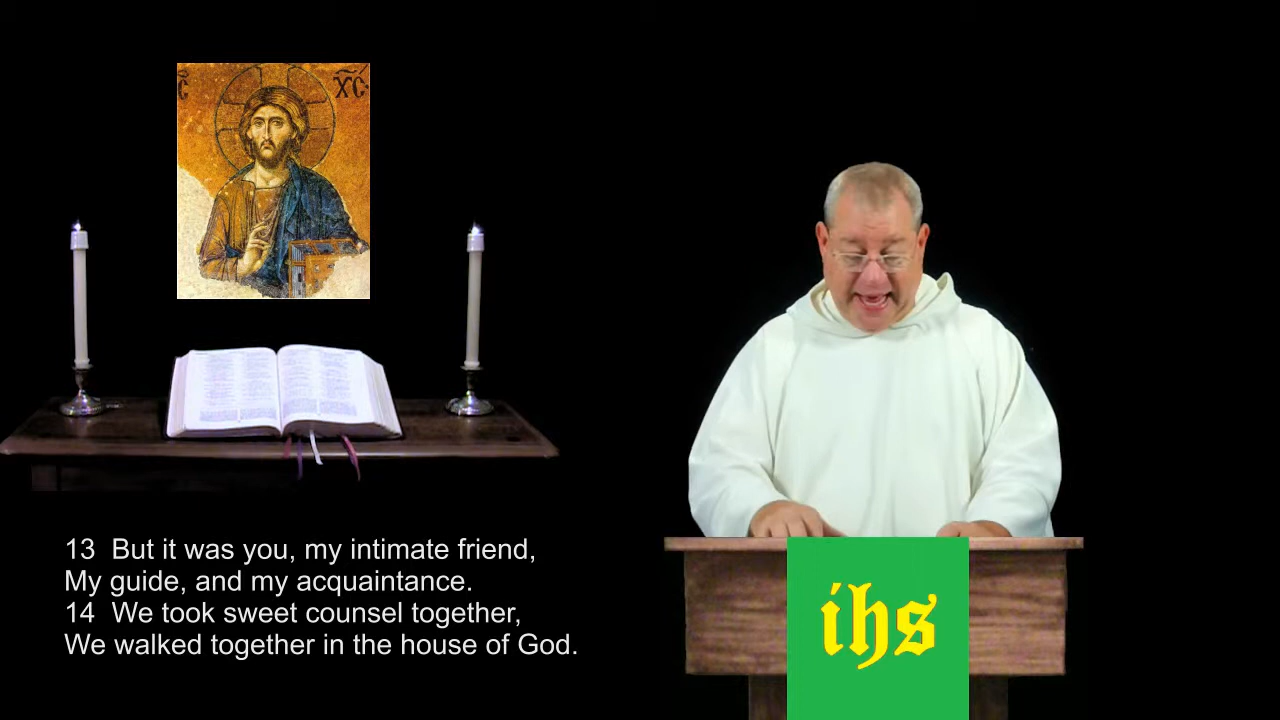 XC
13 But it was you, my intimate friend,
My guide, and my acquaintance.
14 We took sweet counsel together,
We walked together in the house of God.
ihs